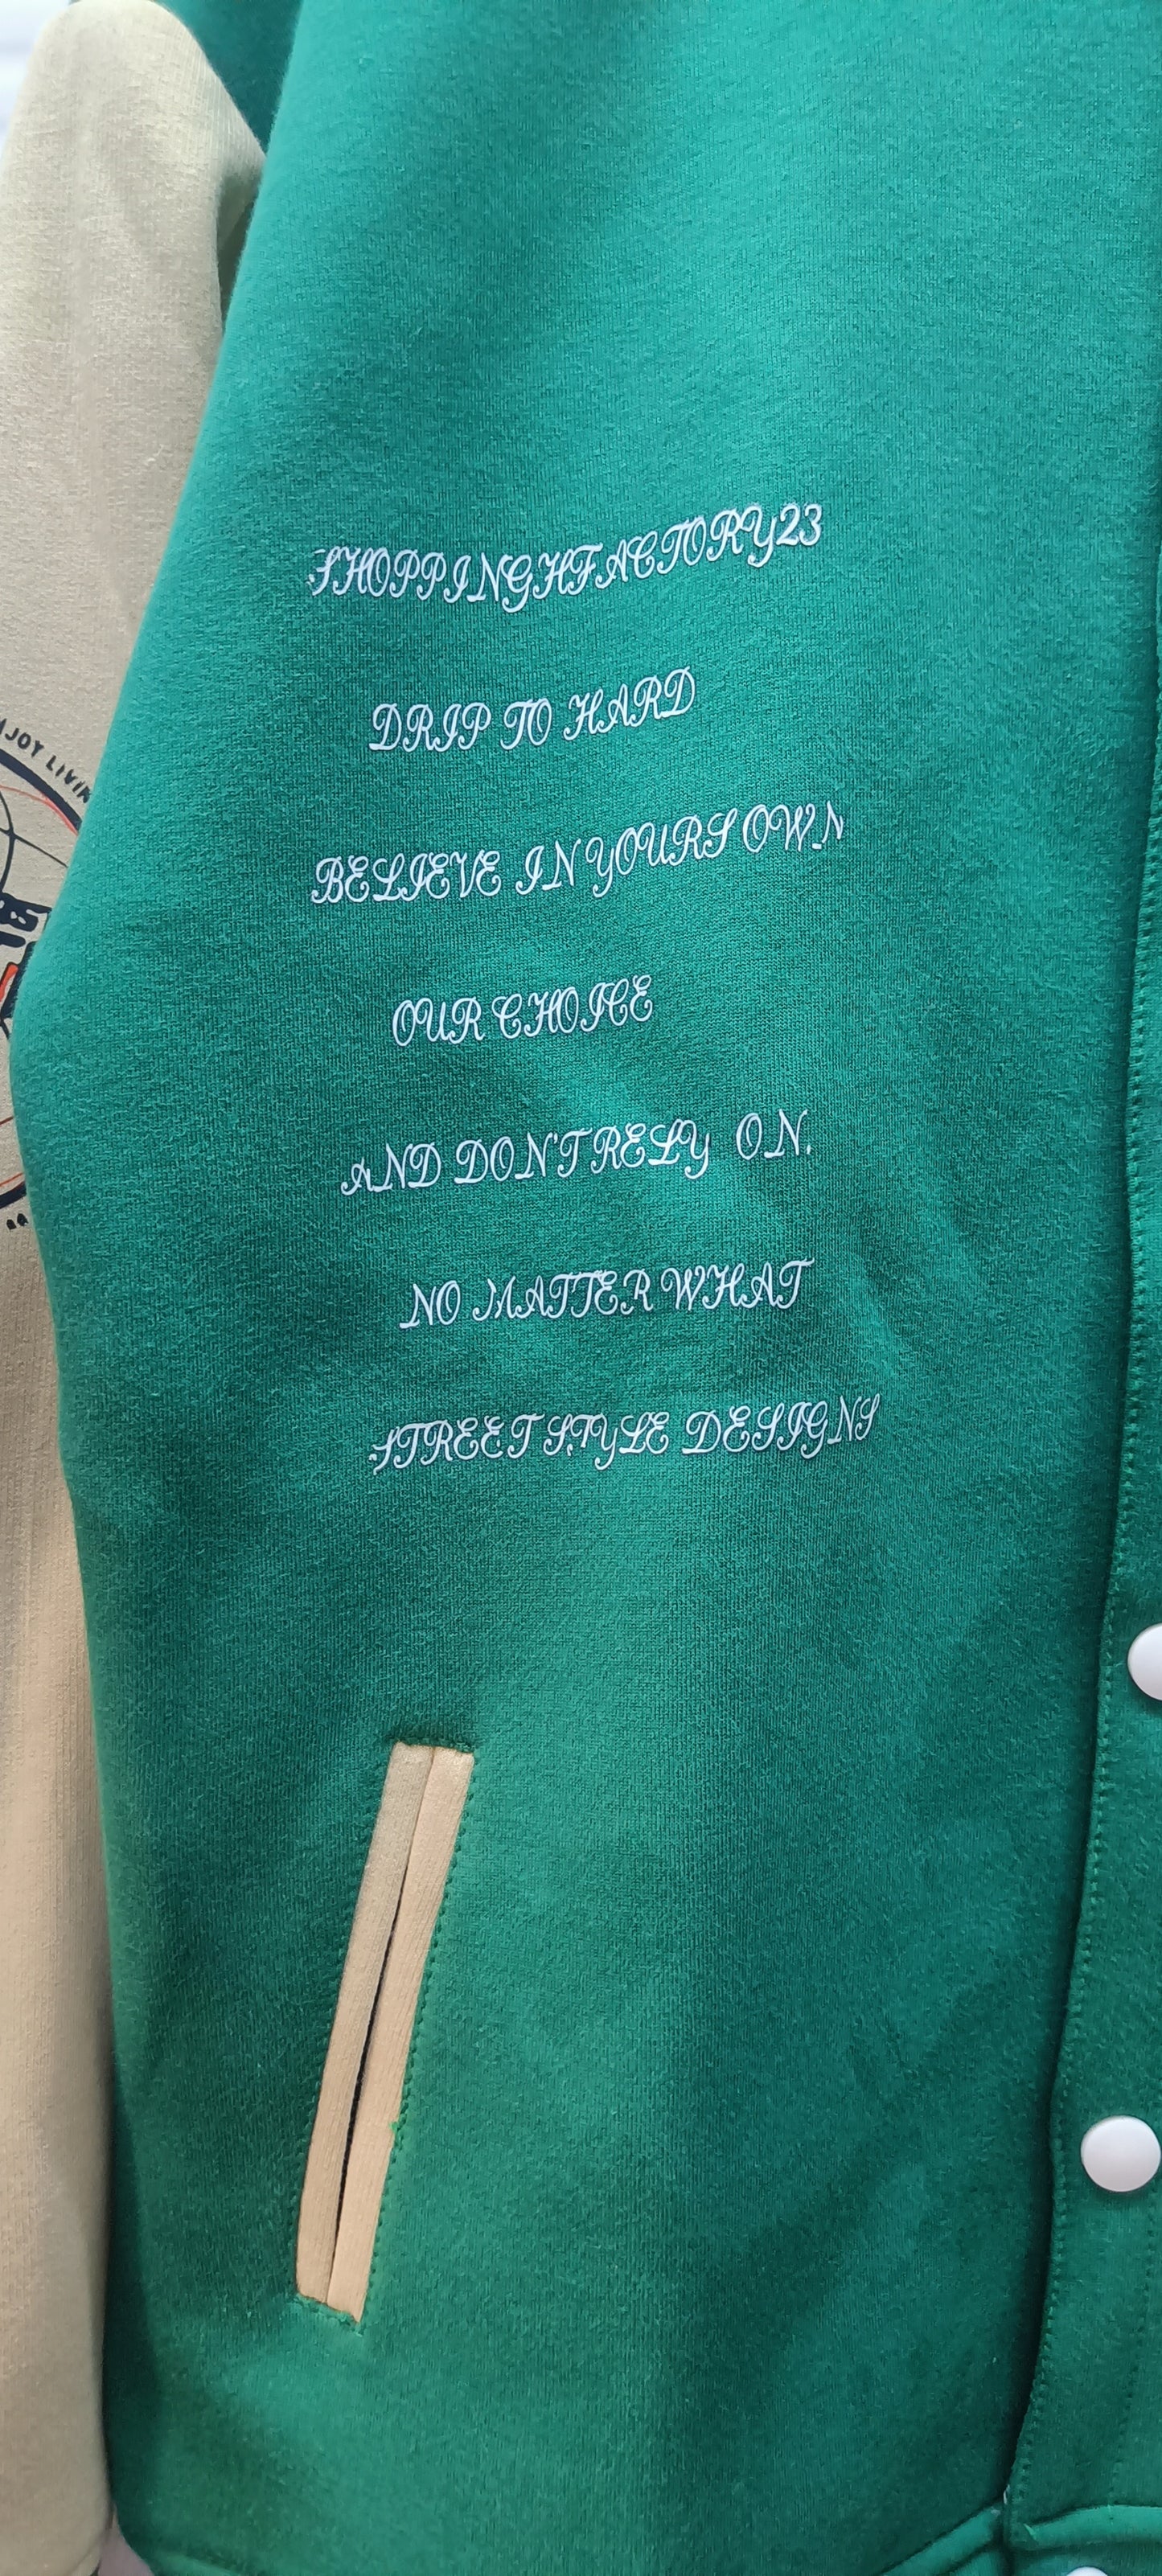 SHOPPINGHFACTORY23
DRIP TO HARD
BELIEVE IN YOURS OWN
OUR CHOICE
AND DON'T RELY ON.
NO MATTER WHAT
STREET STYLE DESIGNS